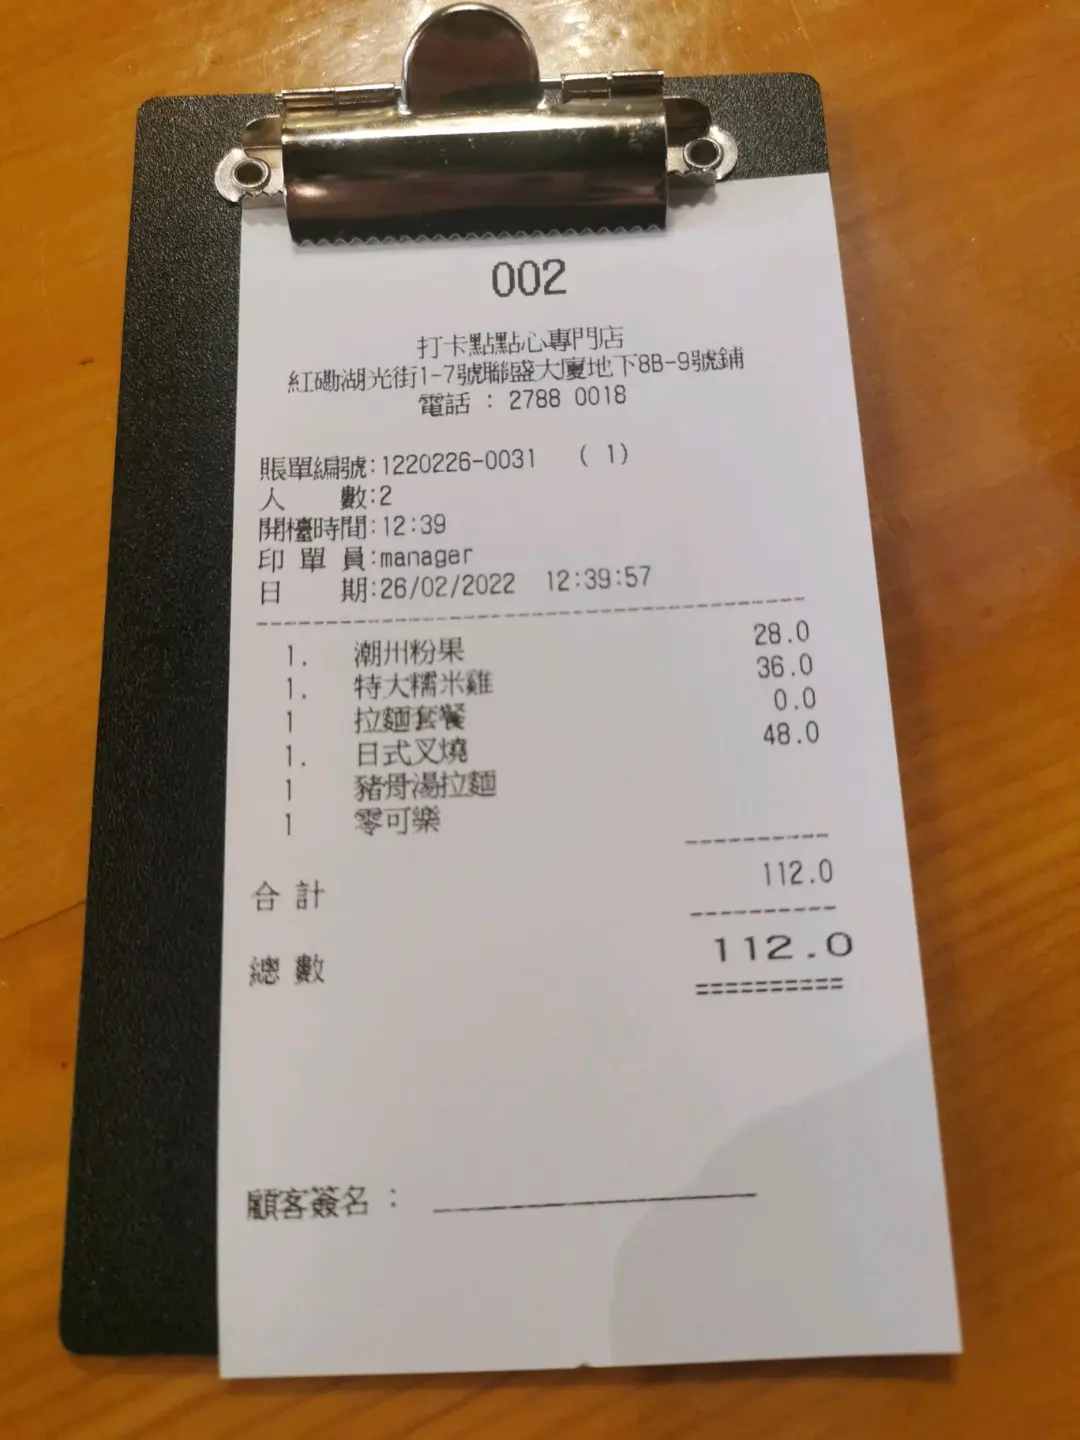 002
打卡點點心專門店
紅磡湖光街1-7號聯盛大廈地下8B-9號鋪
電話 : 2788 0018
賬單編號:1220226-0031 ( 1)
人 數:2
開檯時間:12:39
印 單 員:manager
日 期:26/02/2022 12:39:57
1. 潮州粉果 28.0
1. 特大糯米雞 36.0
1 拉麵套餐 0.0
1. 日式叉燒 48.0
1 豬骨湯拉麵
1 零可樂
合 計 112.0
總 數 112.0
顧客簽名 :